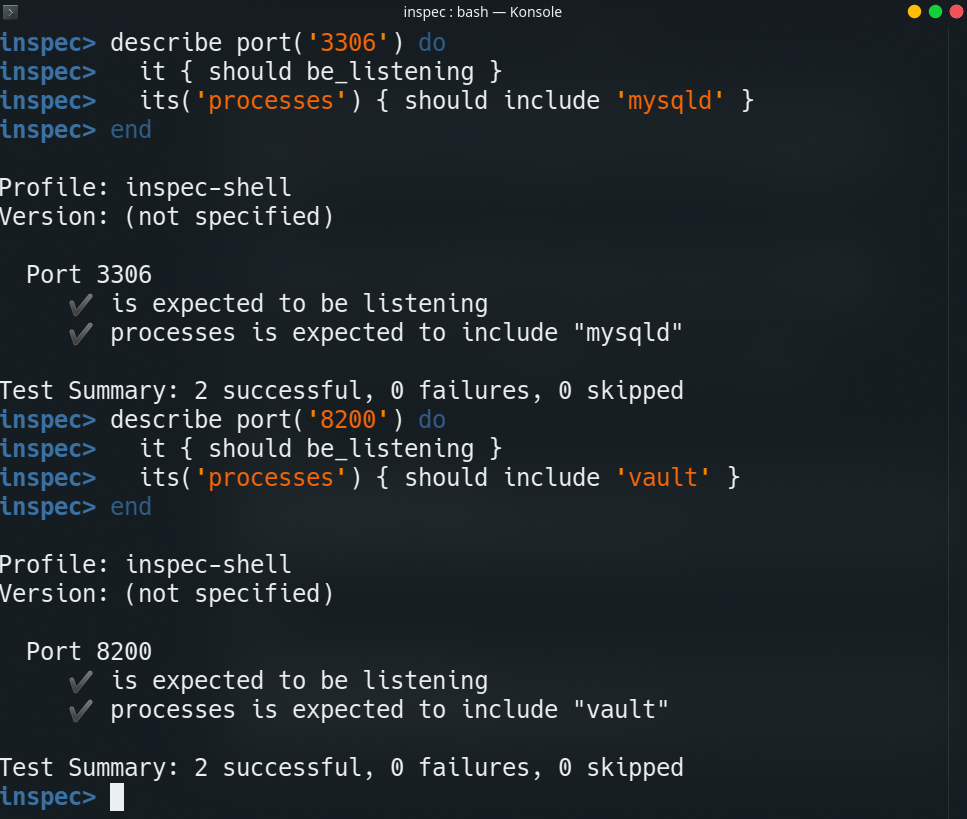 inspec : bash — Konsole
inspec> describe port('3306') do
inspec>   it { should be_listening }
inspec>   its('processes') { should include 'mysqld' }
inspec> end
Profile: inspec-shell
Version: (not specified)
  Port 3306
     ✔ is expected to be listening
     ✔ processes is expected to include "mysqld"
Test Summary: 2 successful, 0 failures, 0 skipped
inspec> describe port('8200') do
inspec>   it { should be_listening }
inspec>   its('processes') { should include 'vault' }
inspec> end
Profile: inspec-shell
Version: (not specified)
  Port 8200
     ✔ is expected to be listening
     ✔ processes is expected to include "vault"
Test Summary: 2 successful, 0 failures, 0 skipped
inspec>